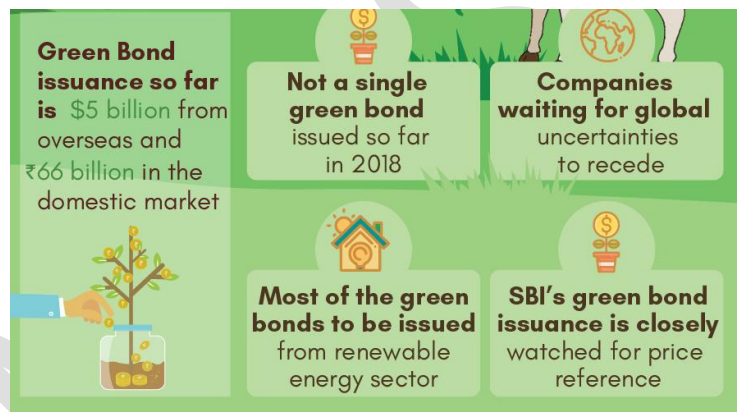 Green Bond
issuance so far
is $5 billion from
overseas and
₹66 billion in the
domestic market
Not a single
green bond
issued so far
in 2018
Companies
waiting for global
uncertainties
to recede
Most of the green
bonds to be issued
from renewable
energy sector
SBI's green bond
issuance is closely
watched for price
reference